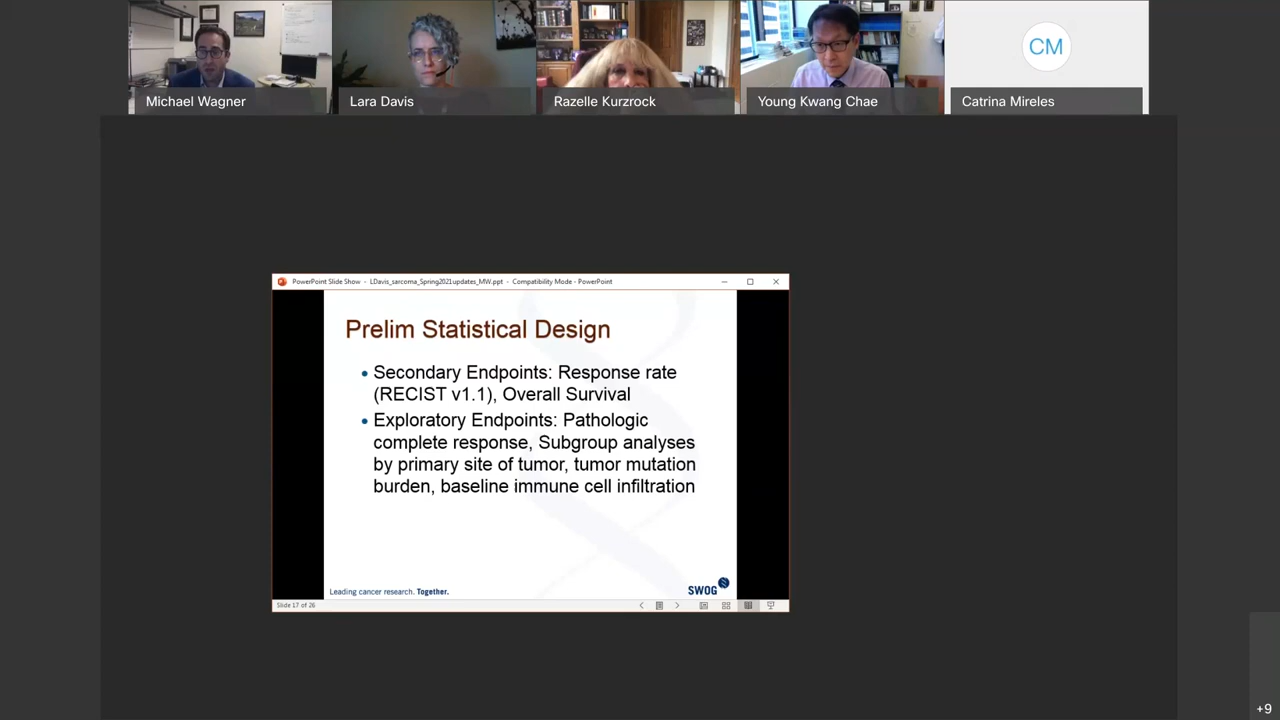 Michael Wagner
Lara Davis
Razelle Kurzrock
Young Kwang Chae
CM
Catrina Mireles
PowerPoint Slide Show - LDavis_sarcoma_Spring2021updates_MW.ppt - Compatibility Mode - PowerPoint
Prelim Statistical Design
• Secondary Endpoints: Response rate
(RECIST v1.1), Overall Survival
• Exploratory Endpoints: Pathologic
complete response, Subgroup analyses
by primary site of tumor, tumor mutation
burden, baseline immune cell infiltration
Leading cancer research. Together.
SWOG
Slide 17 of 26
+9